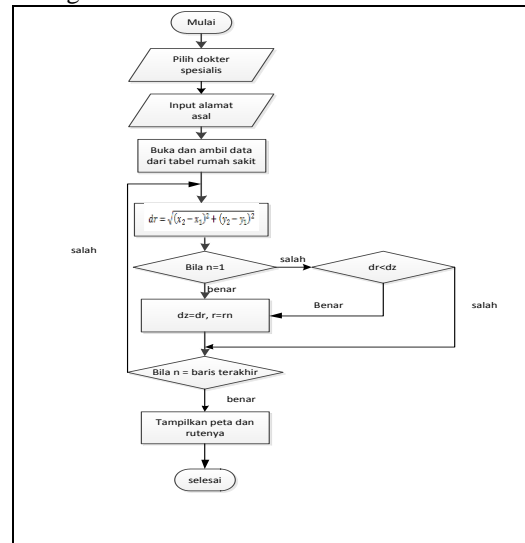 Mulai
Pilih dokter
spesialis
Input alamat
asal
Buka dan ambil data
dari tabel rumah sakit
dr = √(x₂ − x₁)² + (y₂ − y₁)²
salah
Bila n=1
salah
dr<dz
benar
Benar
salah
dz=dr, r=rn
Bila n = baris terakhir
benar
Tampilkan peta dan
rutenya
selesai